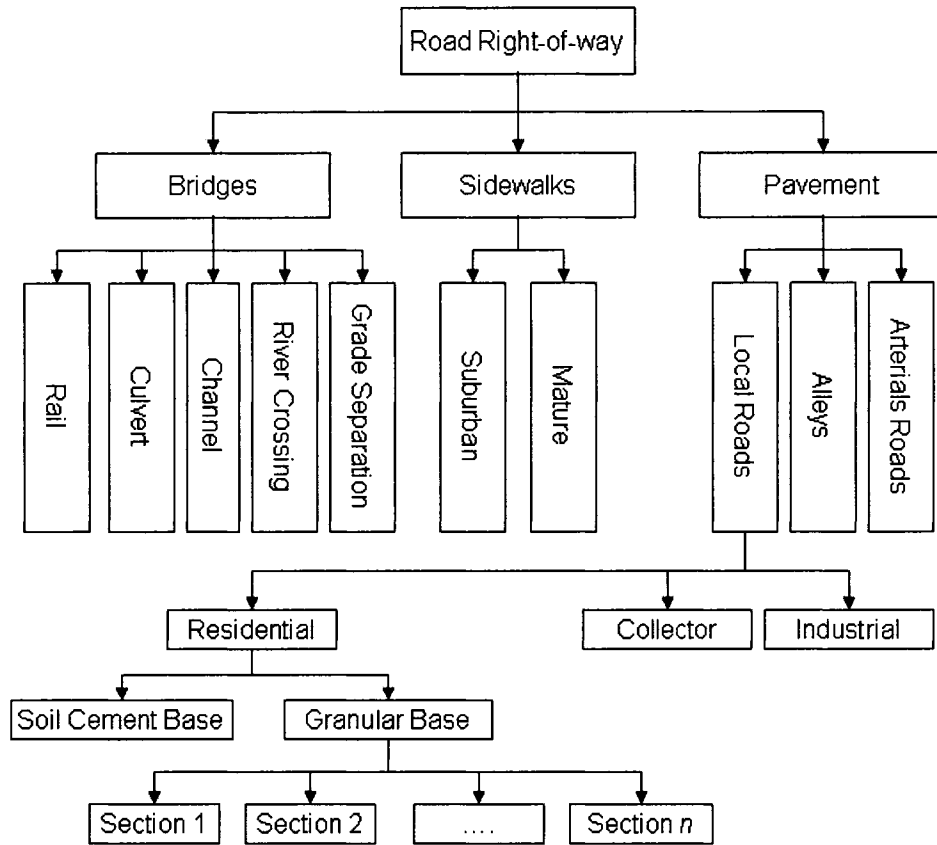 Road Right-of-way
Bridges
Sidewalks
Pavement
Rail
Culvert
Channel
River Crossing
Grade Separation
Suburban
Mature
Local Roads
Alleys
Arterials Roads
Residential
Collector
Industrial
Soil Cement Base
Granular Base
Section 1
Section 2
....
Section n